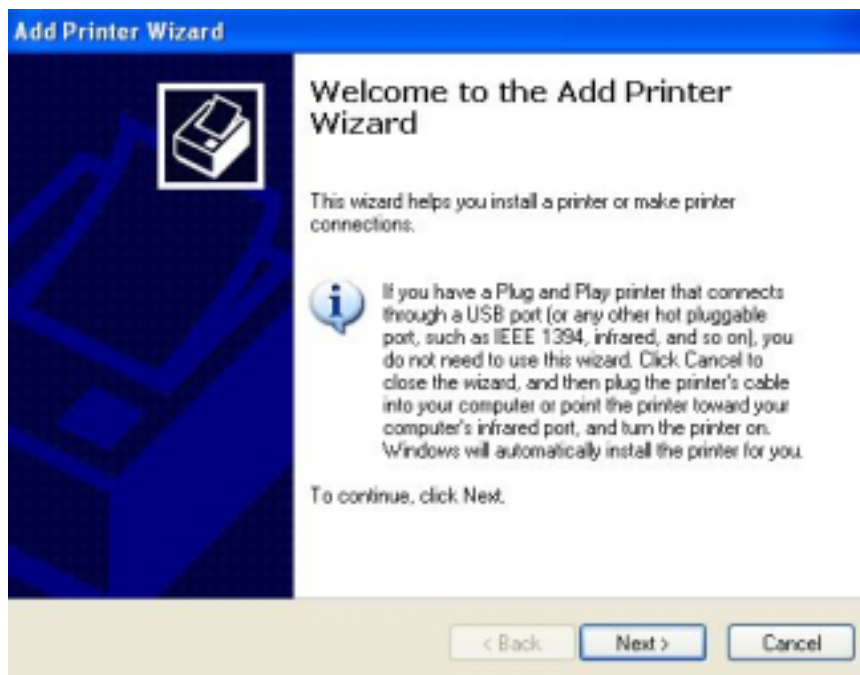 Add Printer Wizard
Welcome to the Add Printer
Wizard
This wizard helps you install a printer or make printer
connections.
If you have a Plug and Play printer that connects
through a USB port (or any other hot pluggable
port, such as IEEE 1394, infrared, and so on), you
do not need to use this wizard. Click Cancel to
close the wizard, and then plug the printer's cable
into your computer or point the printer toward your
computer's infrared port, and turn the printer on.
Windows will automatically install the printer for you.
To continue, click Next.
< Back
Next >
Cancel